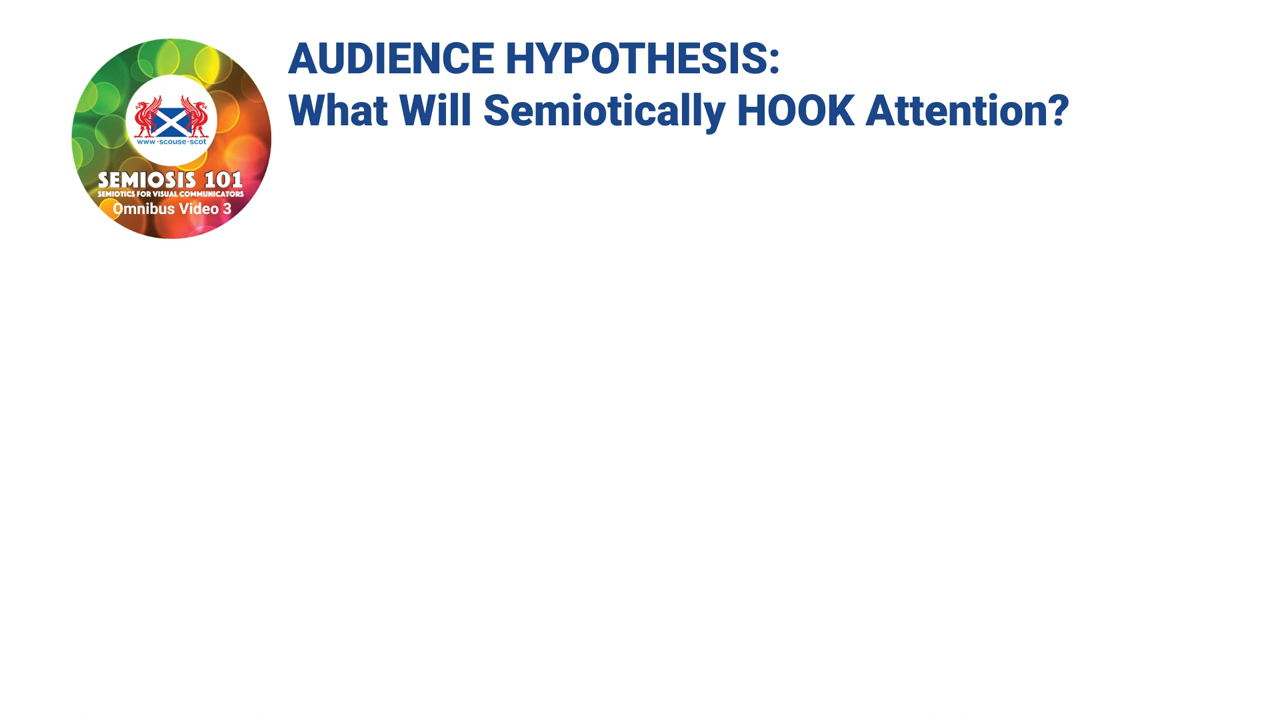 AUDIENCE HYPOTHESIS:
What Will Semiotically HOOK Attention?
www·scouse·scot
SEMIOSIS 101
SEMIOTICS FOR VISUAL COMMUNICATORS
Omnibus Video 3